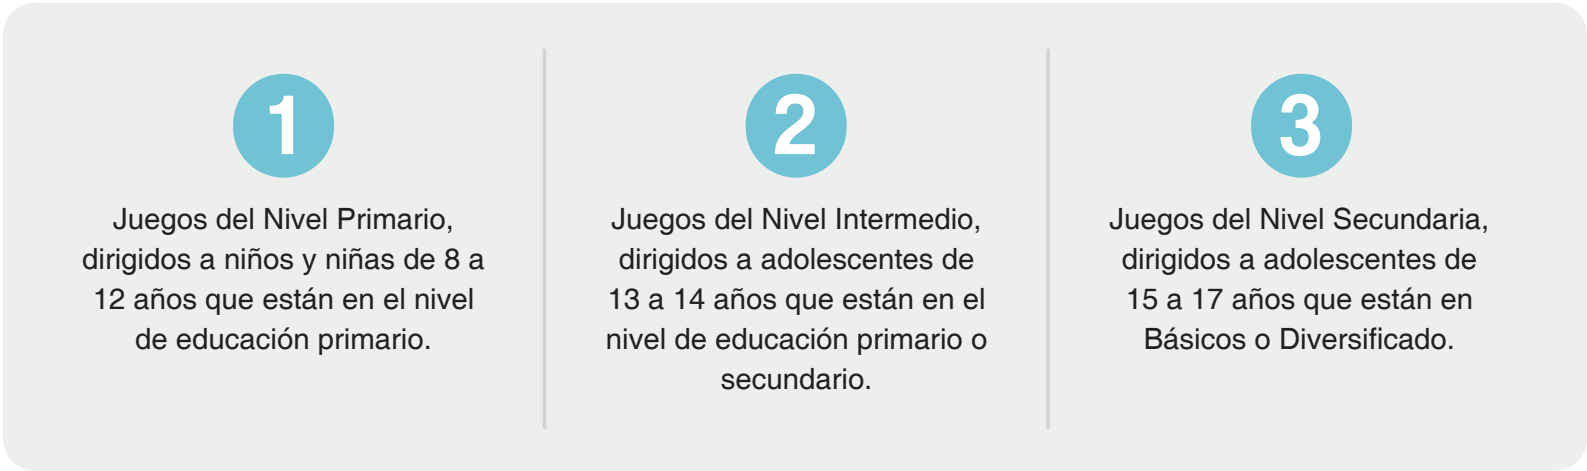 1
Juegos del Nivel Primario,
dirigidos a niños y niñas de 8 a
12 años que están en el nivel
de educación primario.
2
Juegos del Nivel Intermedio,
dirigidos a adolescentes de
13 a 14 años que están en el
nivel de educación primario o
secundario.
3
Juegos del Nivel Secundaria,
dirigidos a adolescentes de
15 a 17 años que están en
Básicos o Diversificado.